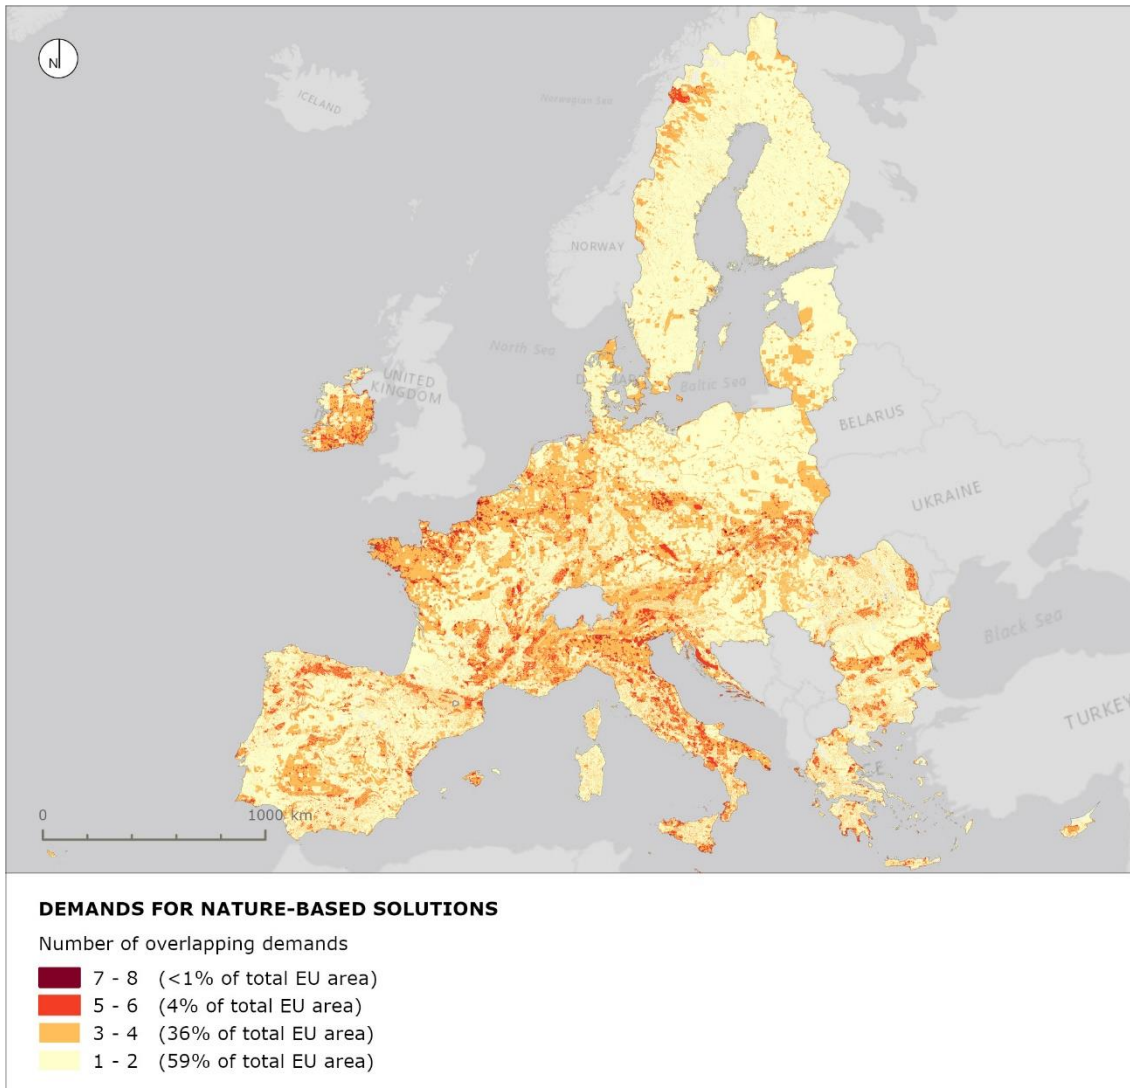 N
ICELAND
Norwegian Sea
NORWAY
North Sea
UNITED
KINGDOM
Baltic Sea
BELARUS
UKRAINE
Black Sea
TURKEY
0
1000 km
DEMANDS FOR NATURE-BASED SOLUTIONS
Number of overlapping demands
7 - 8 (<1% of total EU area)
5 - 6 (4% of total EU area)
3 - 4 (36% of total EU area)
1 - 2 (59% of total EU area)